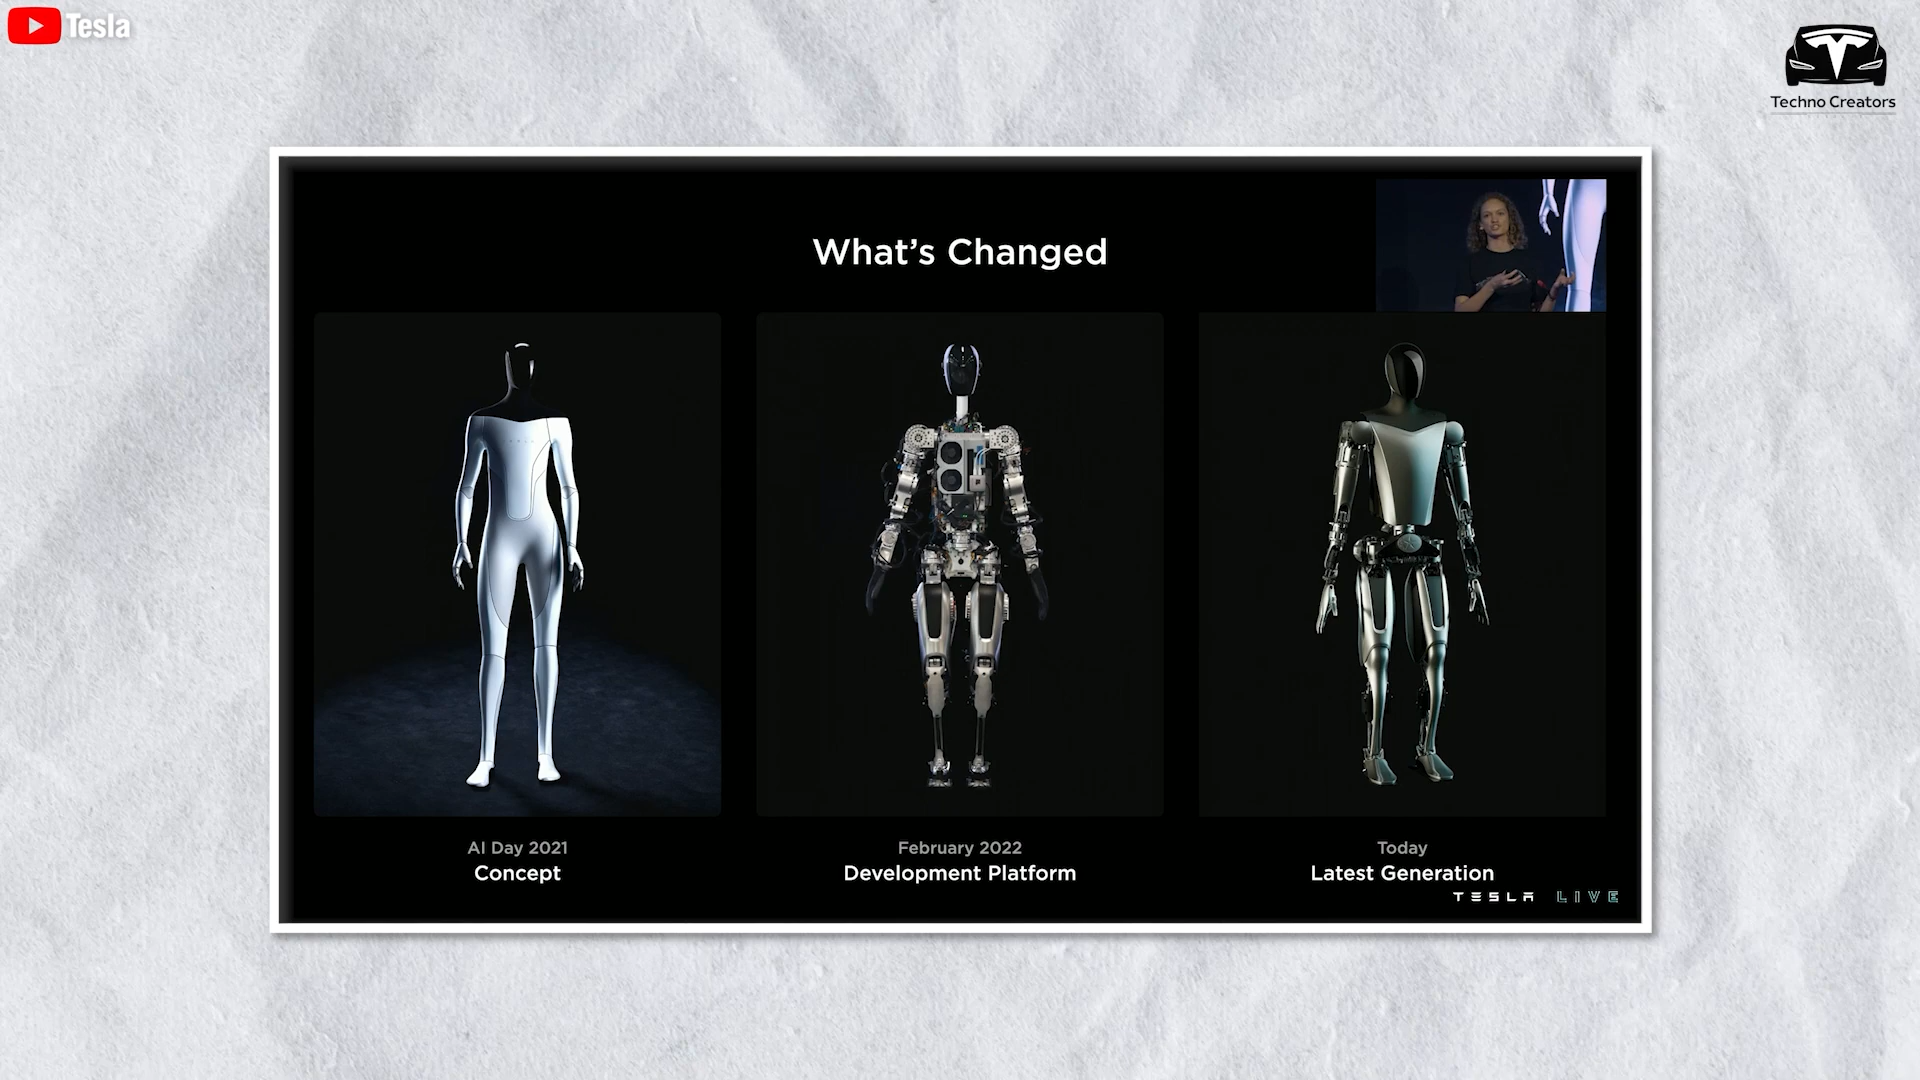 Tesla
Techno Creators
What's Changed
AI Day 2021
Concept
February 2022
Development Platform
Today
Latest Generation
TESLA LIVE